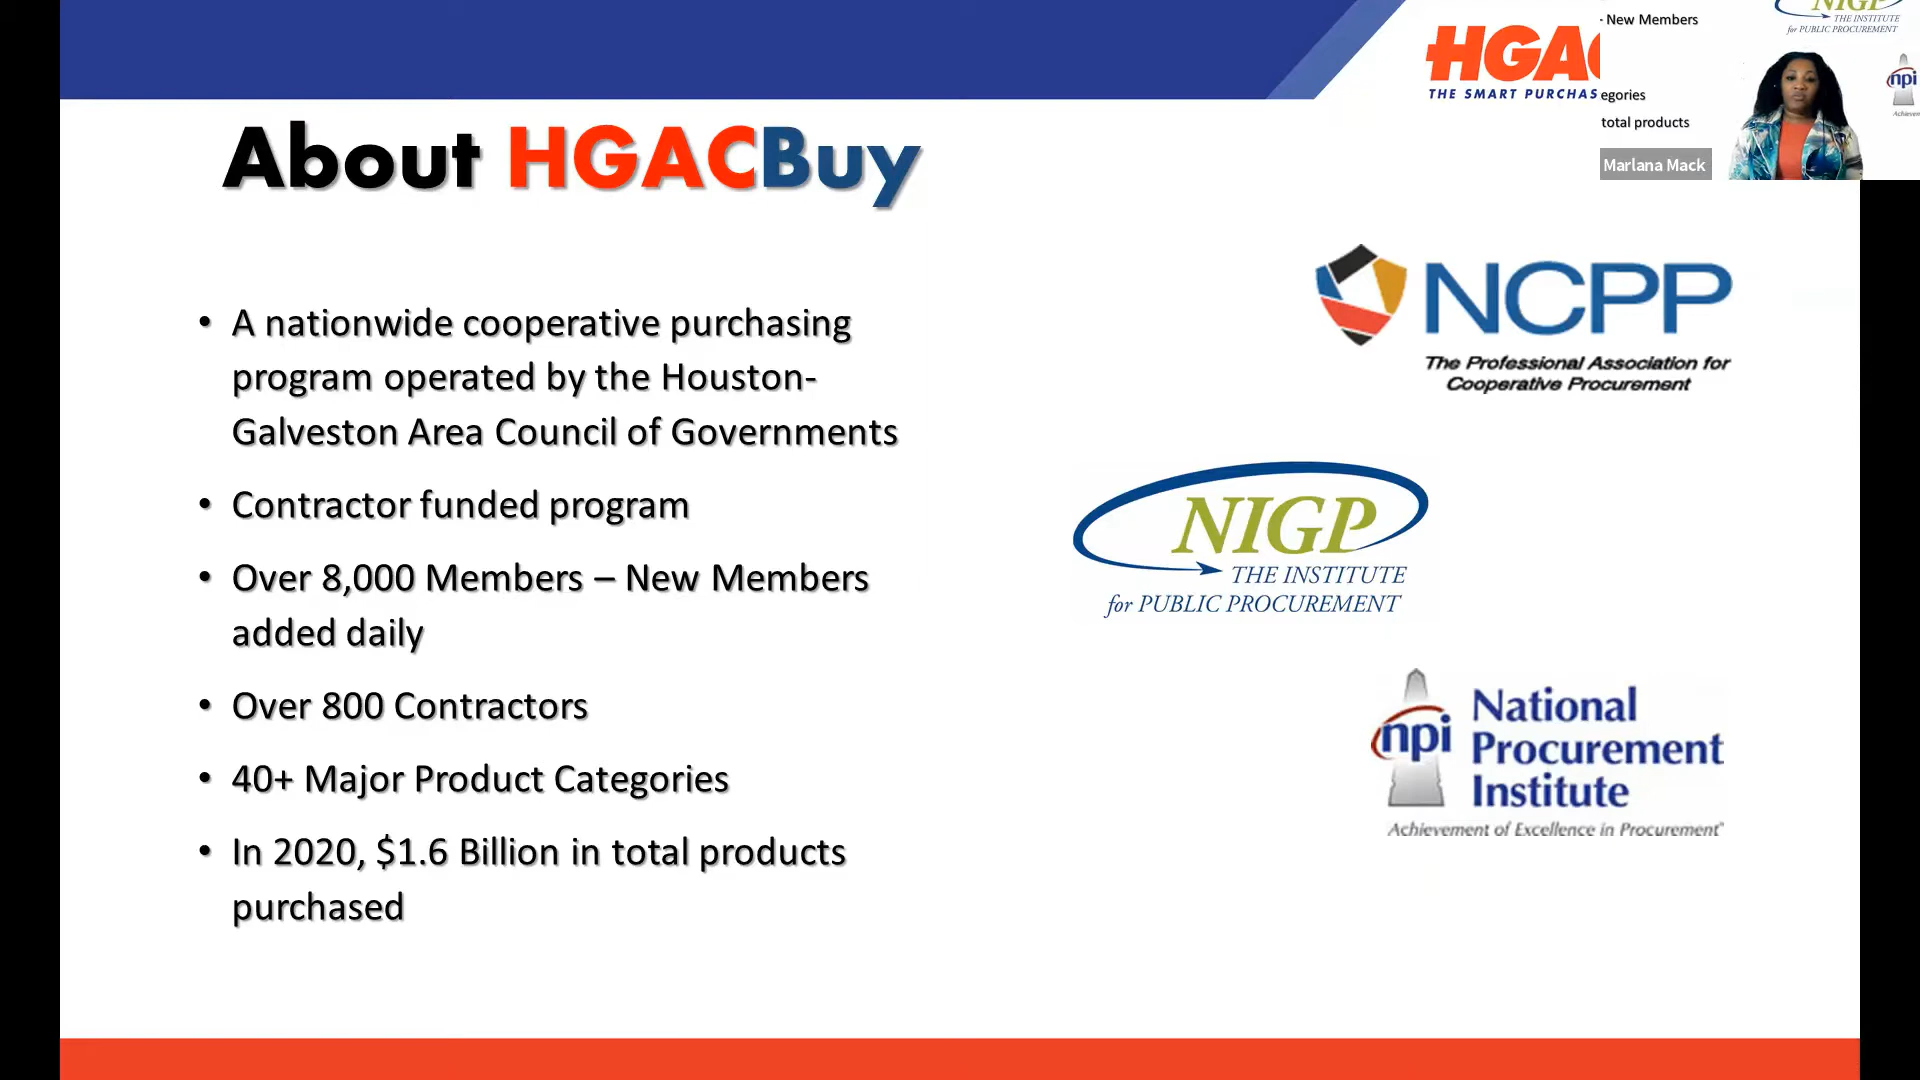 HGAC
THE SMART PURCHAS
New Members
NIGP
THE INSTITUTE
for PUBLIC PROCUREMENT
egories
total products
npi
Marlana Mack
About HGACBuy
• A nationwide cooperative purchasing
program operated by the Houston-
Galveston Area Council of Governments
• Contractor funded program
• Over 8,000 Members – New Members
added daily
• Over 800 Contractors
• 40+ Major Product Categories
• In 2020, $1.6 Billion in total products
purchased
NCPP
The Professional Association for
Cooperative Procurement
NIGP
THE INSTITUTE
for PUBLIC PROCUREMENT
npi
National
Procurement
Institute
Achievement of Excellence in Procurement"